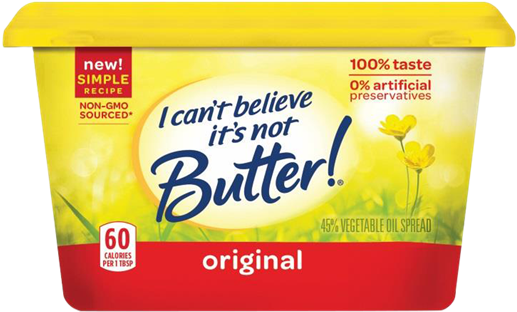 new!
SIMPLE
RECIPE
NON-GMO
SOURCED*
100% taste
0% artificial
preservatives
I can't believe
it's not
Butter!®
45% VEGETABLE OIL SPREAD
60
CALORIES
PER 1 TBSP
original